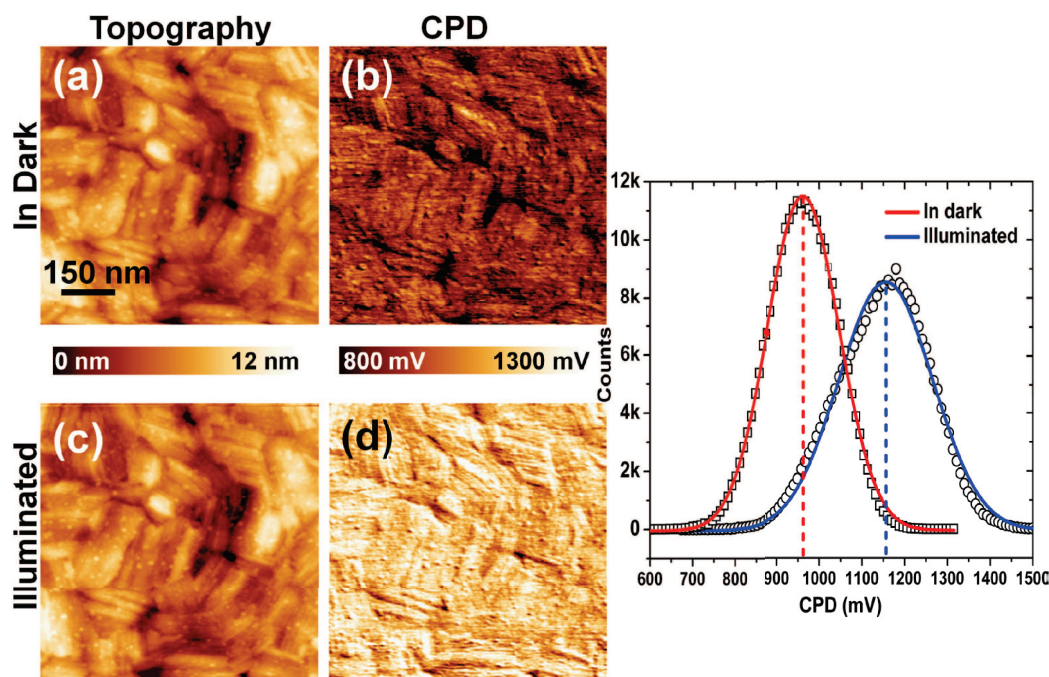 Topography
CPD
In Dark
(a)
(b)
150 nm
0 nm
12 nm
800 mV
1300 mV
Illuminated
(c)
(d)
12k
10k
8k
6k
4k
2k
0
Counts
In dark
Illuminated
600 700 800 900 1000 1100 1200 1300 1400 1500
CPD (mV)